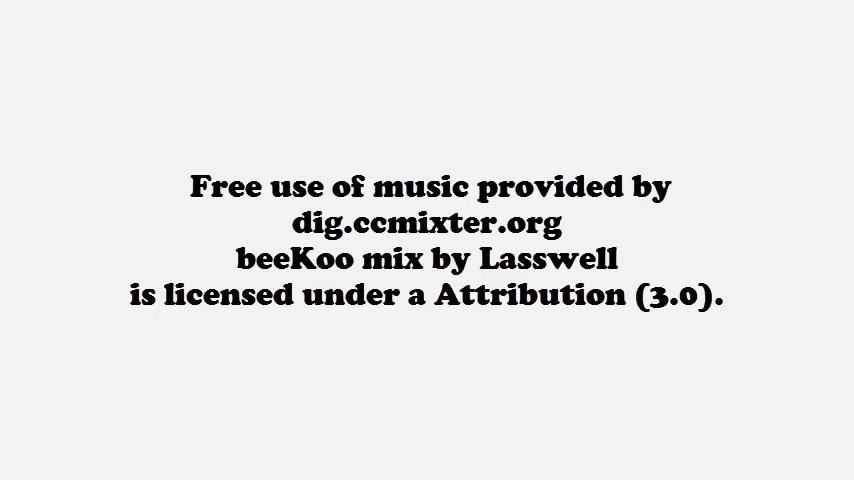 Free use of music provided by
dig.ccmixter.org
beeKoo mix by Lasswell
is licensed under a Attribution (3.0).